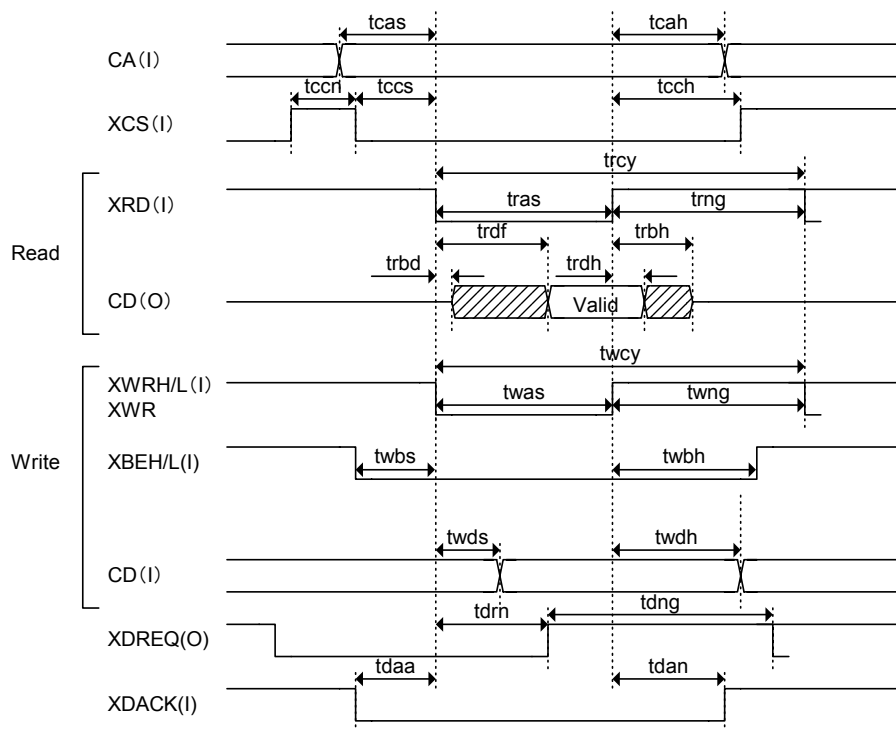 tcas tcah
CA(I)
tccn tccs tcch
XCS(I)
trcy
XRD(I) tras trng
Read
trdf trbh
trbd trdh
CD(O) Valid
twcy
XWRH/L(I)
twas twng
XWR
Write
XBEH/L(I)
twbs twbh
twds twdh
CD(I)
tdrn tdng
XDREQ(O)
tdaa tdan
XDACK(I)